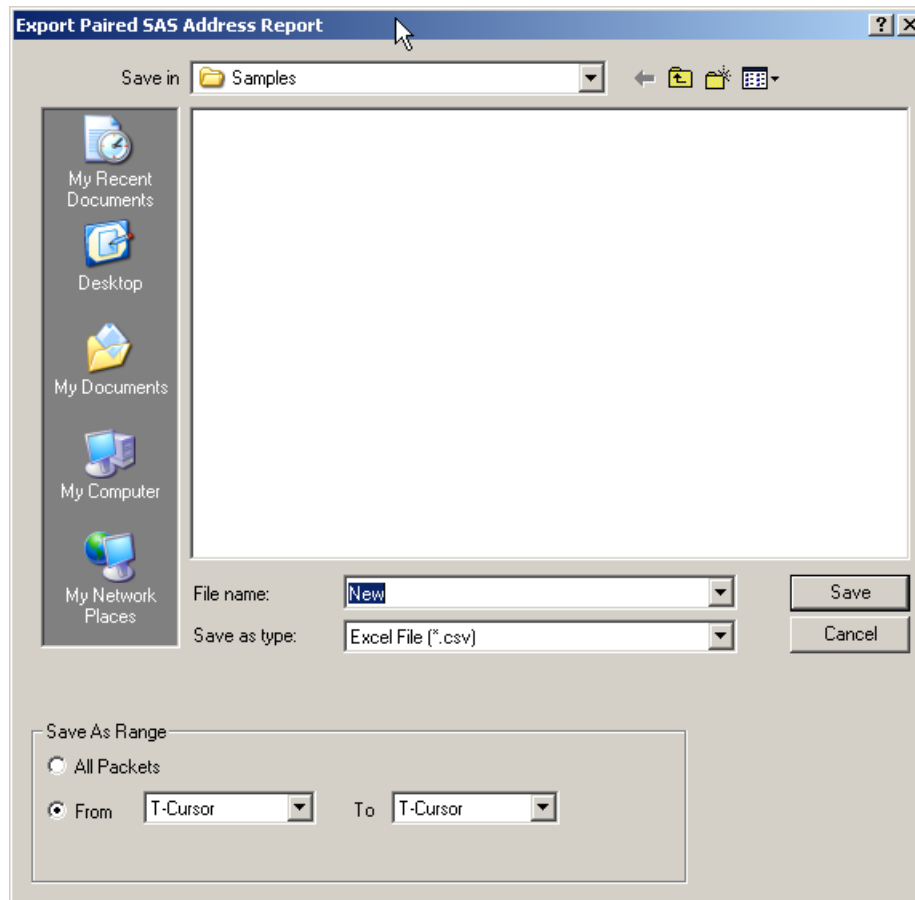 Export Paired SAS Address Report
Save in
Samples
My Recent
Documents
Desktop
My Documents
My Computer
My Network
Places
File name:
New
Save
Save as type:
Excel File (*.csv)
Cancel
Save As Range
All Packets
From
T-Cursor
To
T-Cursor